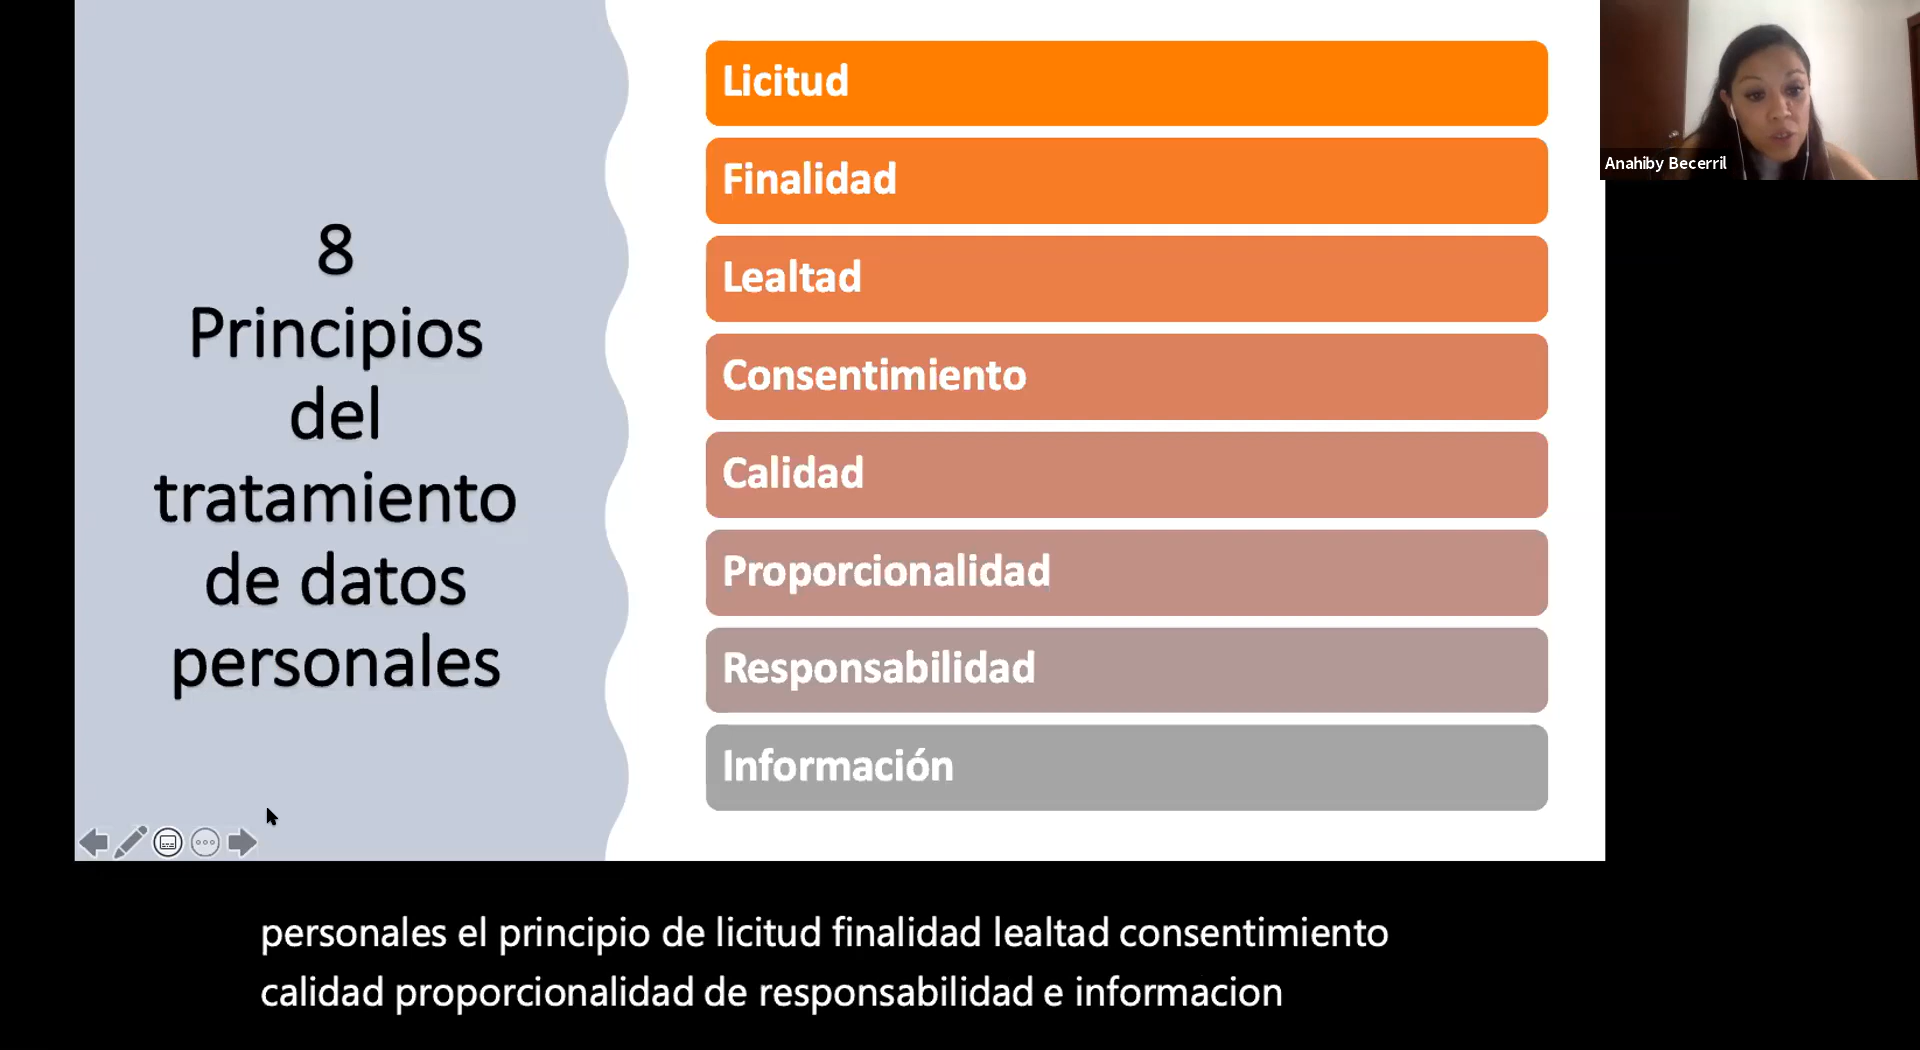 8
Principios
del
tratamiento
de datos
personales
Licitud
Finalidad
Lealtad
Consentimiento
Calidad
Proporcionalidad
Responsabilidad
Información
Anahiby Becerril
personales el principio de licitud finalidad lealtad consentimiento
calidad proporcionalidad de responsabilidad e informacion